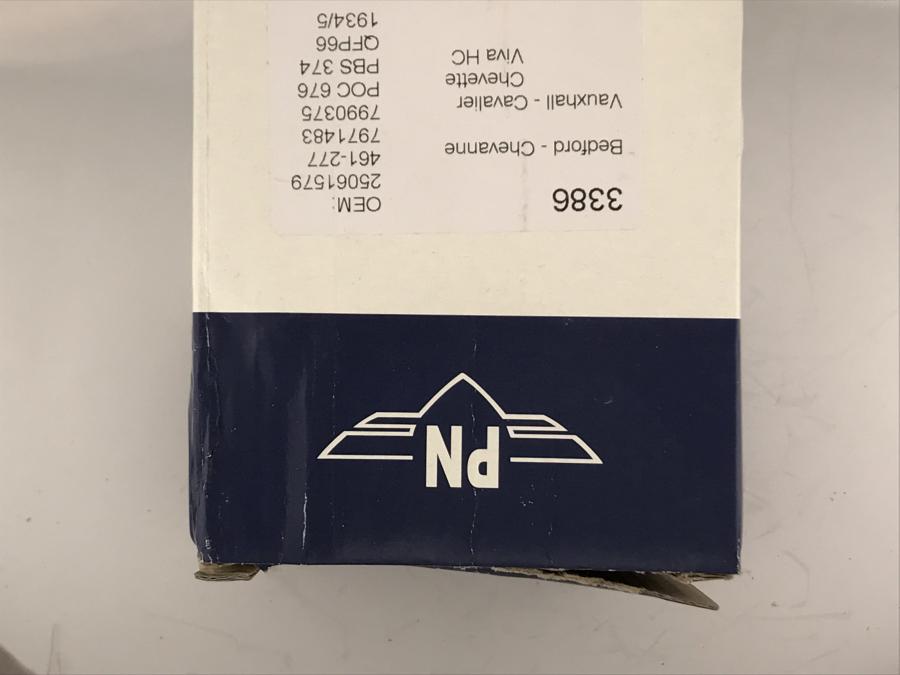 PN
3386
OEM:
25061579
Bedford - Chevanne
461-277
7971483
Vauxhall - Cavalier
7990375
Chevette
POC 676
Viva HC
PBS 374
QFP66
1934/5